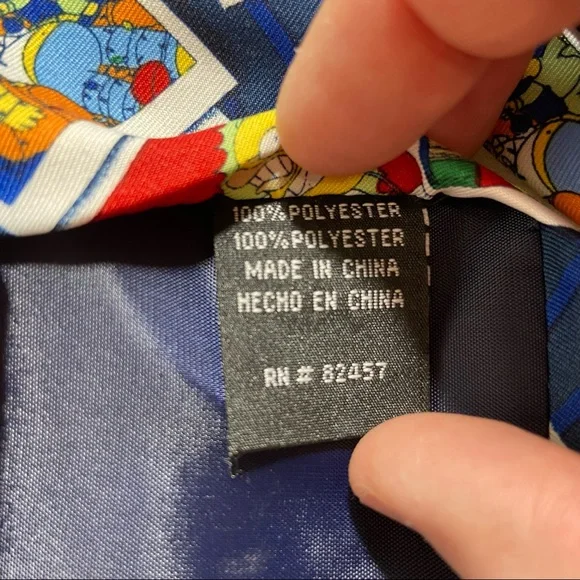 100% POLYESTER
100% POLYESTER
MADE IN CHINA
HECHO EN CHINA
RN # 82457